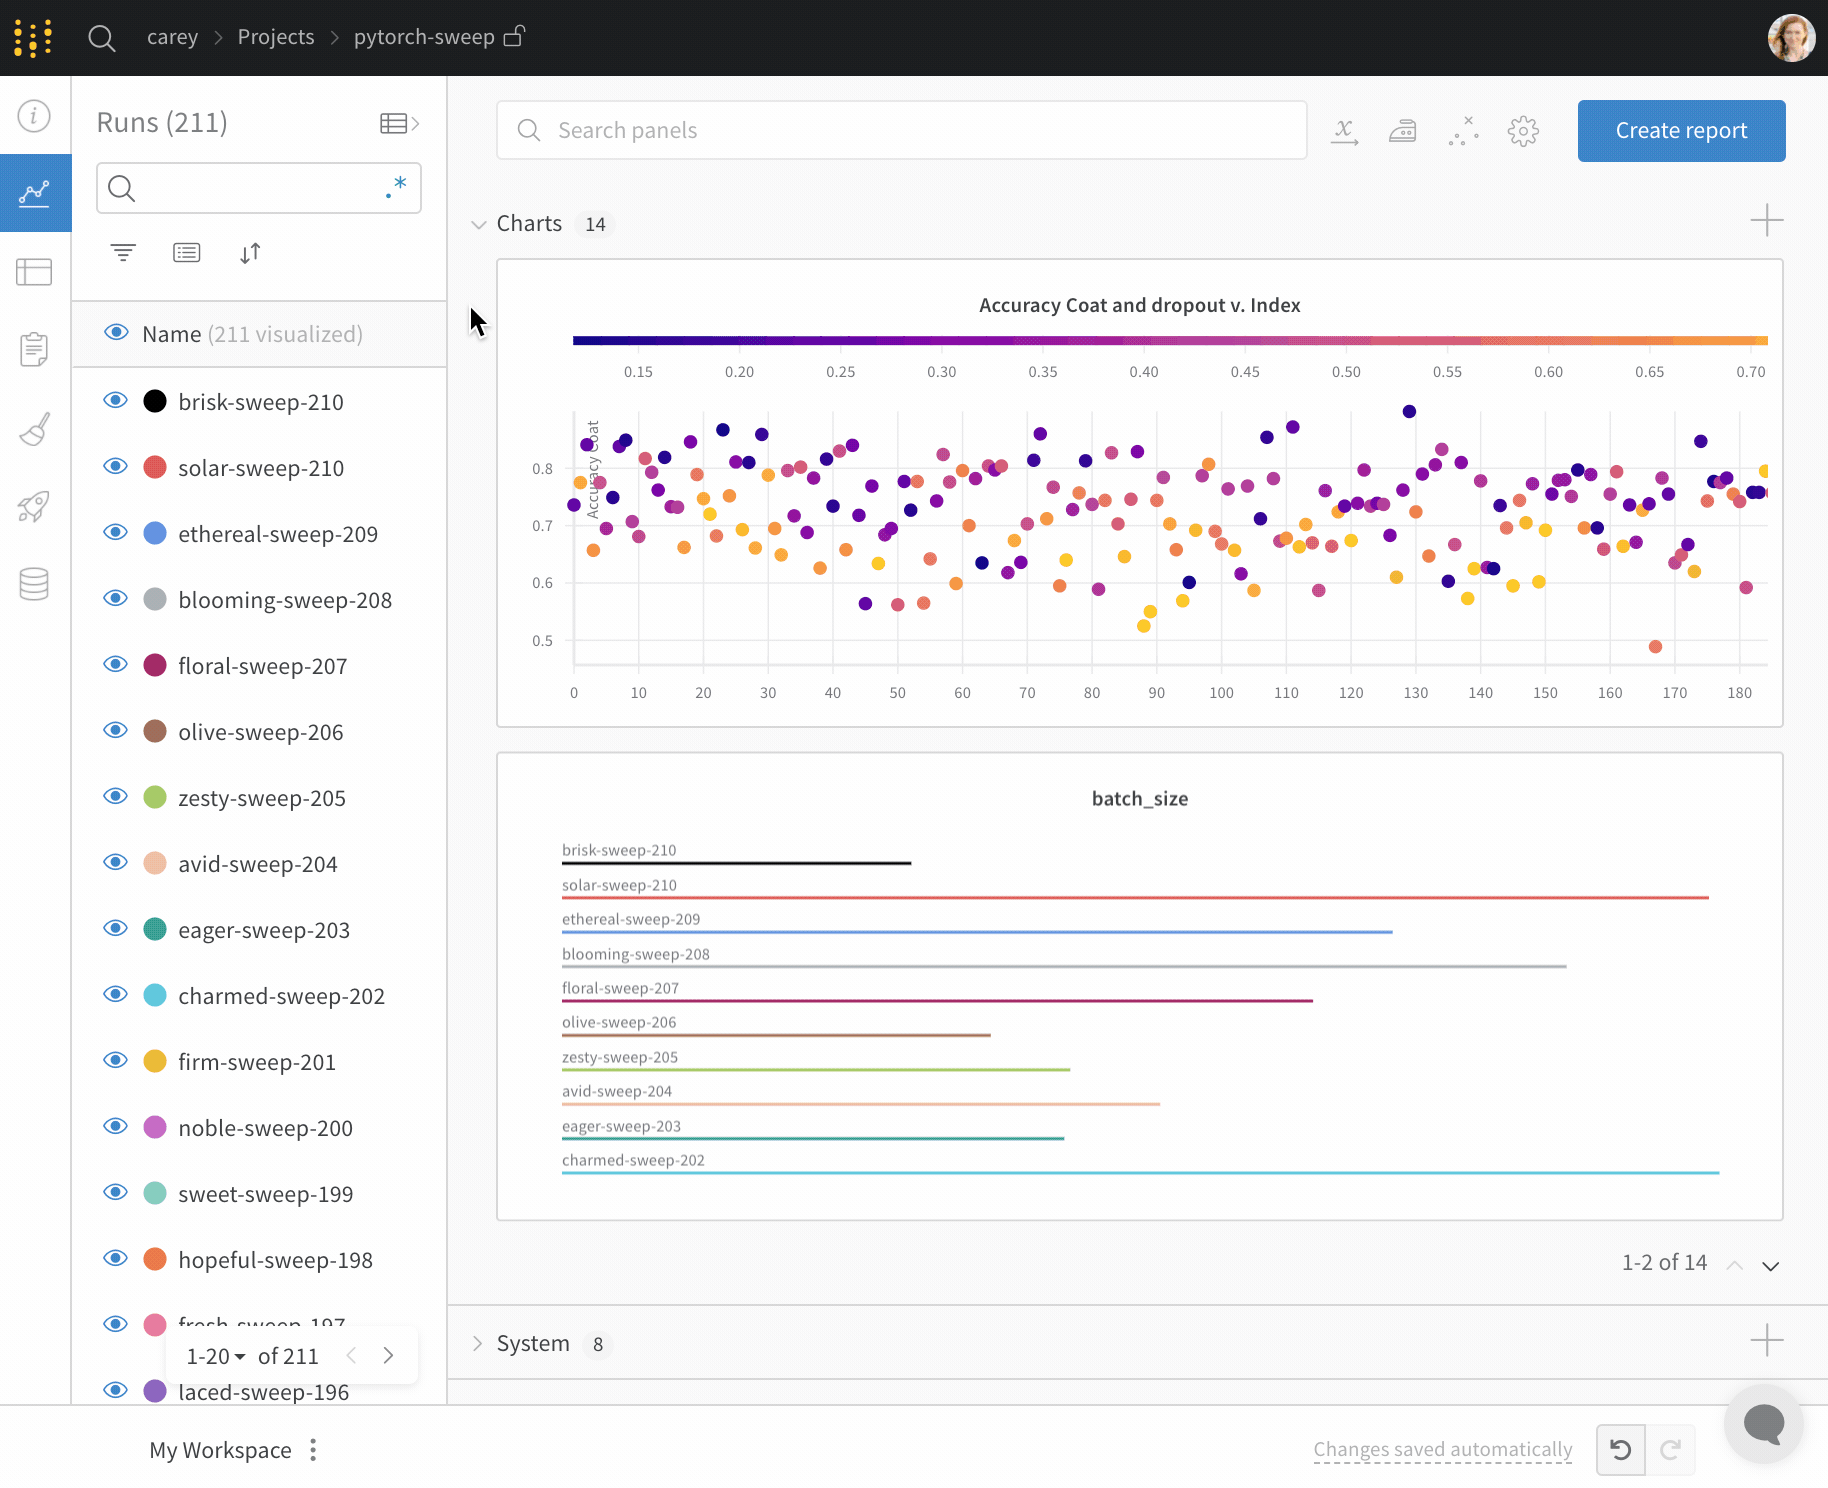 carey > Projects > pytorch-sweep
Runs (211)
.*
Name (211 visualized)
brisk-sweep-210
solar-sweep-210
ethereal-sweep-209
blooming-sweep-208
floral-sweep-207
olive-sweep-206
zesty-sweep-205
avid-sweep-204
eager-sweep-203
charmed-sweep-202
firm-sweep-201
noble-sweep-200
sweet-sweep-199
hopeful-sweep-198
fresh-sweep-197
1-20 of 211
laced-sweep-196
Search panels
x
Create report
Charts 14
Accuracy Coat and dropout v. Index
0.15 0.20 0.25 0.30 0.35 0.40 0.45 0.50 0.55 0.60 0.65 0.70
Accuracy Coat
0.8
0.7
0.6
0.5
0 10 20 30 40 50 60 70 80 90 100 110 120 130 140 150 160 170 180
batch_size
brisk-sweep-210
solar-sweep-210
ethereal-sweep-209
blooming-sweep-208
floral-sweep-207
olive-sweep-206
zesty-sweep-205
avid-sweep-204
eager-sweep-203
charmed-sweep-202
1-2 of 14
System 8
My Workspace
Changes saved automatically